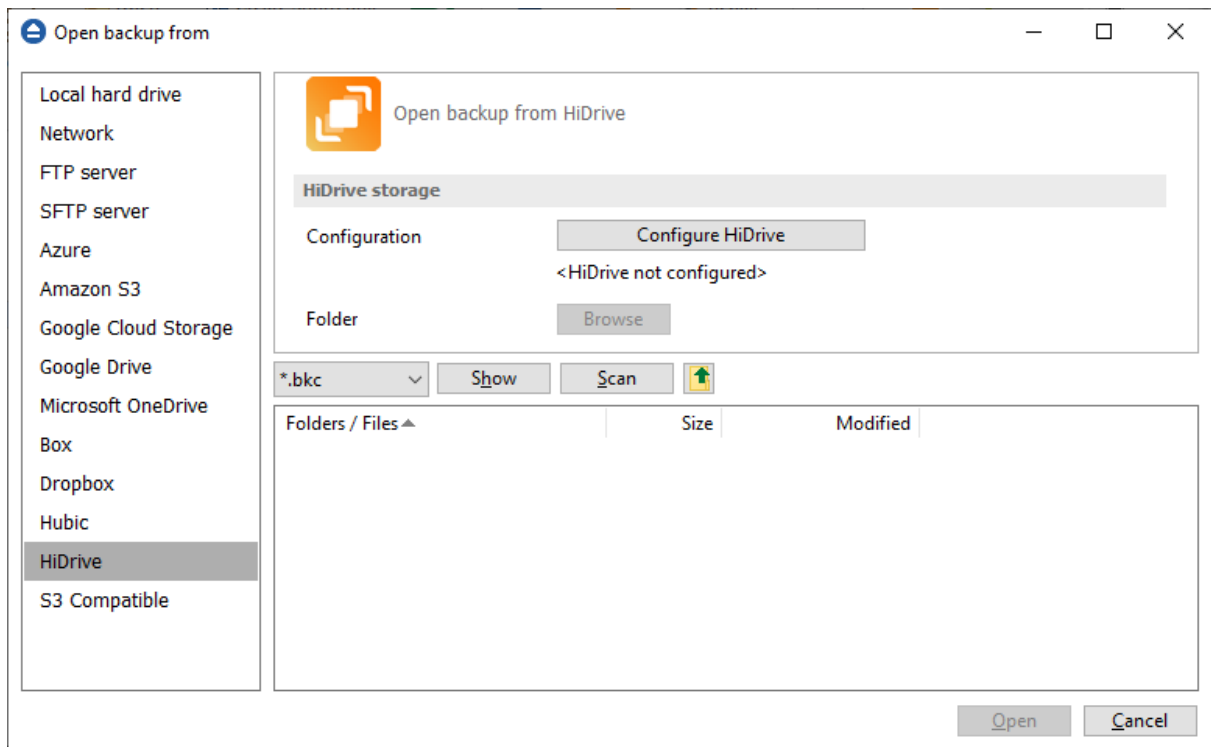 Open backup from
Local hard drive
Network
FTP server
SFTP server
Azure
Amazon S3
Google Cloud Storage
Google Drive
Microsoft OneDrive
Box
Dropbox
Hubic
HiDrive
S3 Compatible
Open backup from HiDrive
HiDrive storage
Configuration
Configure HiDrive
<HiDrive not configured>
Folder
Browse
*.bkc
Show
Scan
Folders / Files
Size
Modified
Open
Cancel